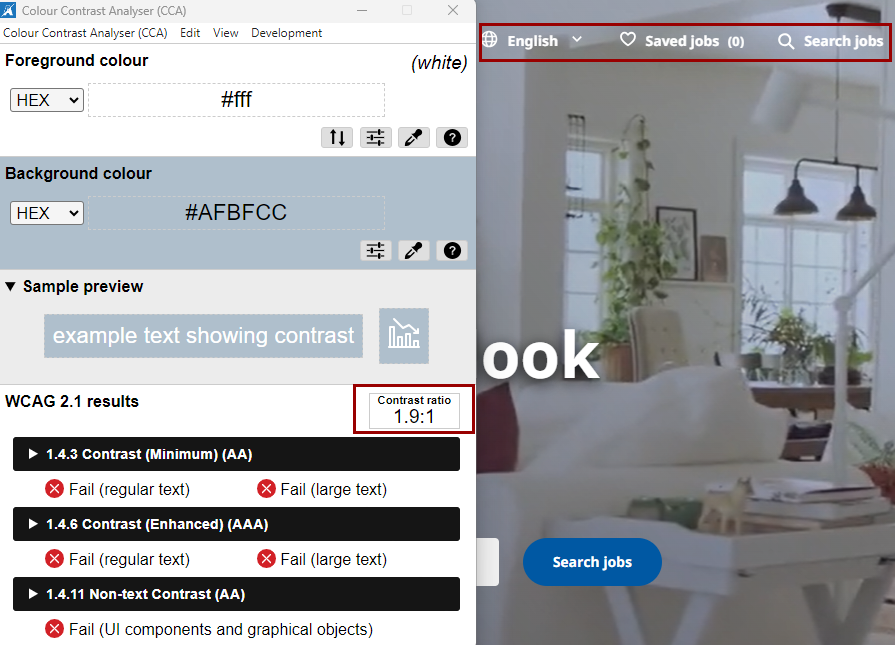 Colour Contrast Analyser (CCA)
Colour Contrast Analyser (CCA) Edit View Development
Foreground colour
(white)
HEX #fff
Background colour
HEX #AFBFCC
Sample preview
example text showing contrast
WCAG 2.1 results
Contrast ratio
1.9:1
1.4.3 Contrast (Minimum) (AA)
Fail (regular text) Fail (large text)
1.4.6 Contrast (Enhanced) (AAA)
Fail (regular text) Fail (large text)
1.4.11 Non-text Contrast (AA)
Fail (UI components and graphical objects)
English Saved jobs (0) Search jobs
ook
Search jobs